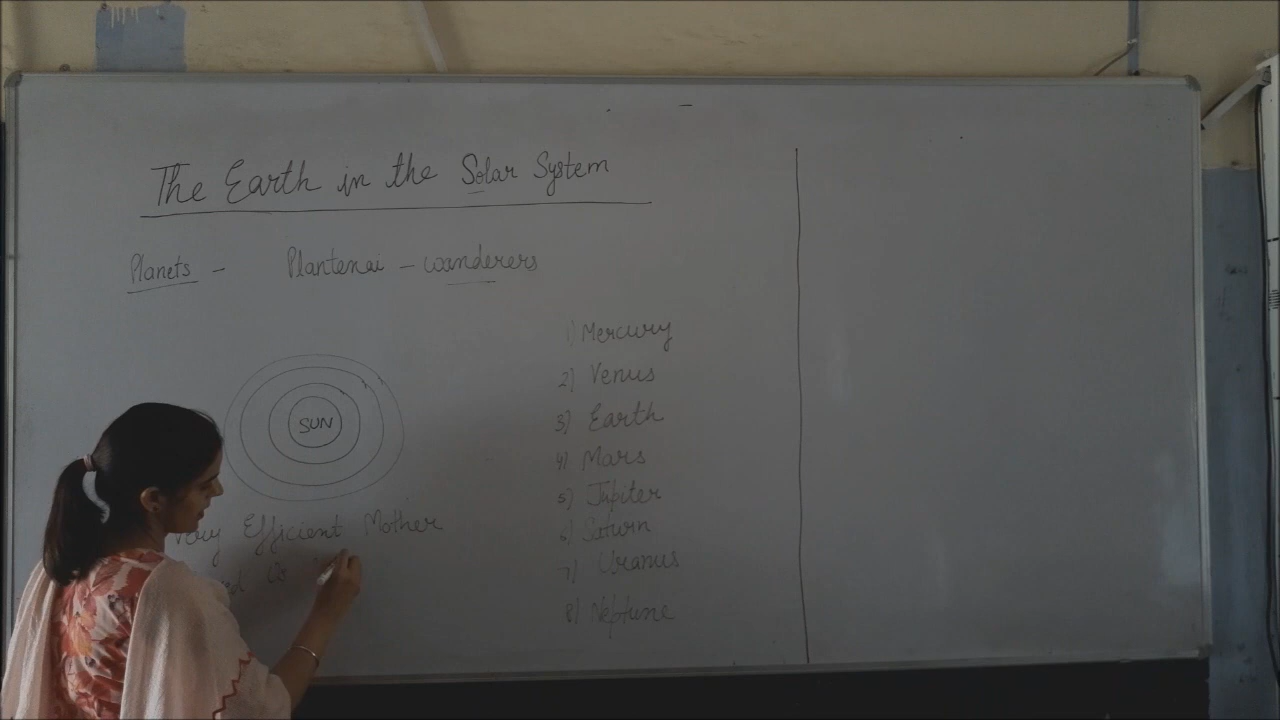 The Earth in the Solar System
Planets - Plantenai - wanderers
SUN
1) Mercury
2) Venus
3) Earth
4) Mars
5) Jupiter
6) Saturn
7) Uranus
8) Neptune
Very Efficient Mother